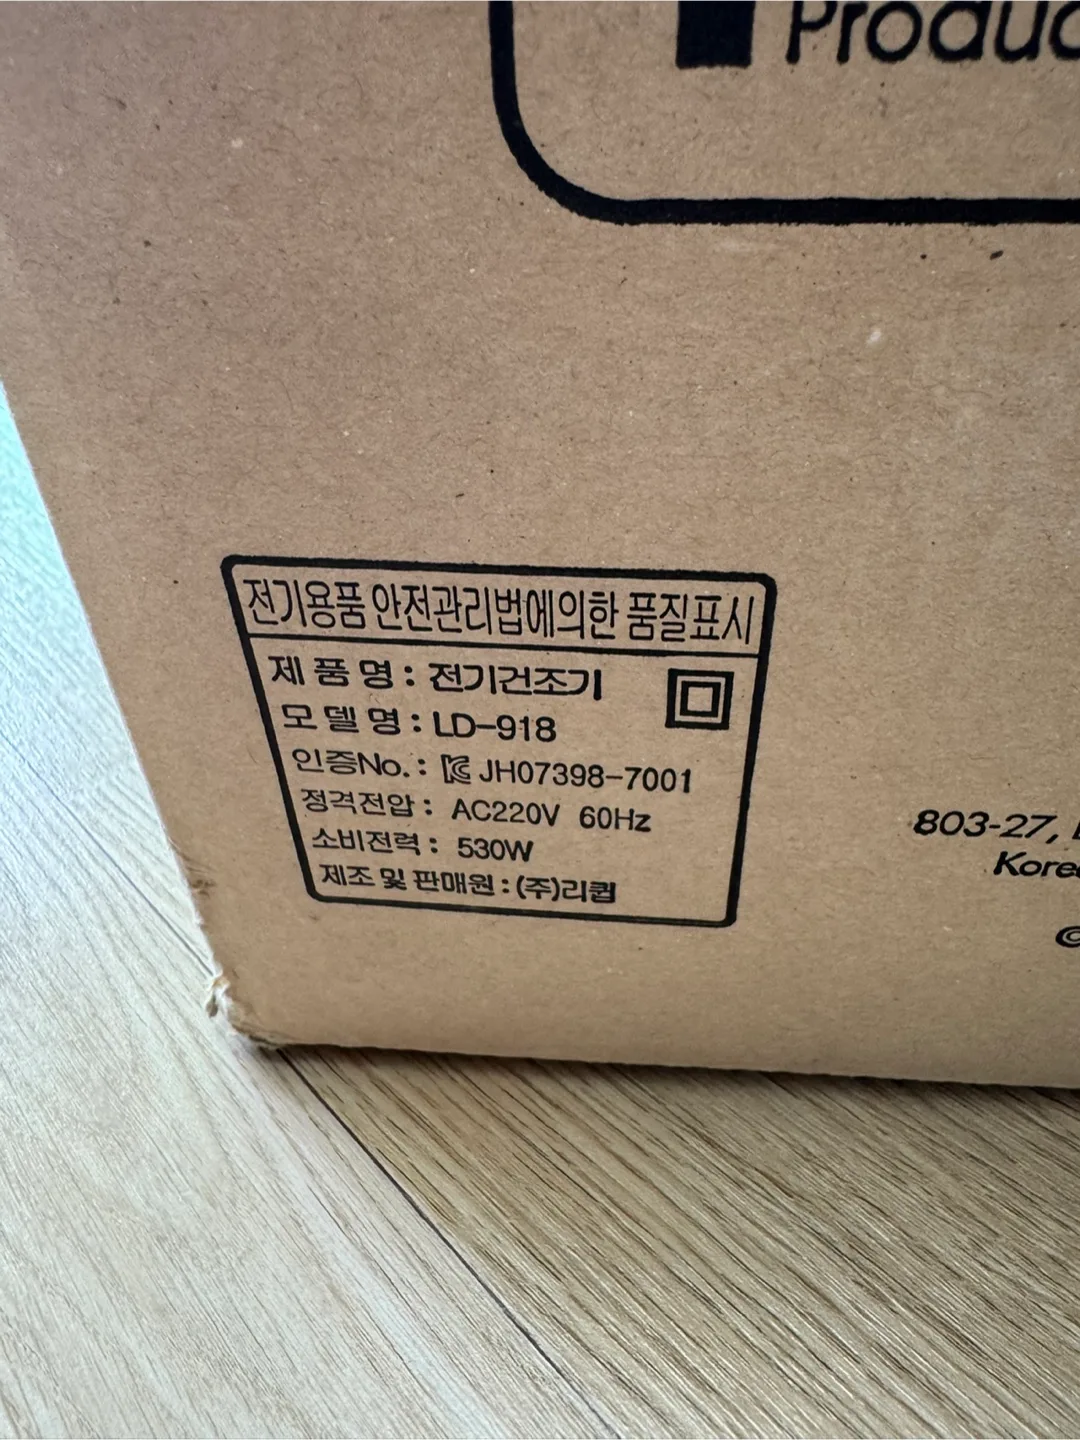 Produc
전기용품 안전관리법에의한 품질표시
제 품 명 : 전기건조기
모 델 명 : LD-918
인증No. : JH07398-7001
정격전압 : AC220V 60Hz
소비전력 : 530W
제조 및 판매원 : (주)리큅
803-27,
Kore
©